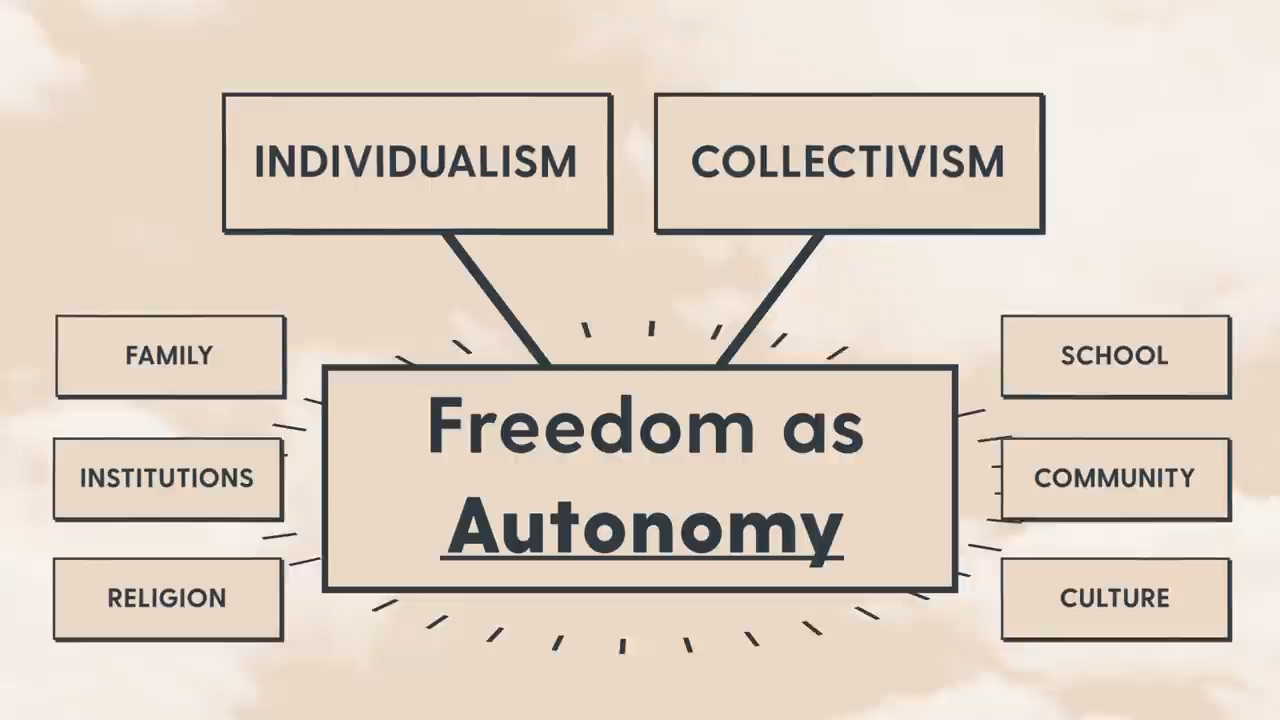 INDIVIDUALISM
COLLECTIVISM
FAMILY
INSTITUTIONS
RELIGION
Freedom as
Autonomy
SCHOOL
COMMUNITY
CULTURE